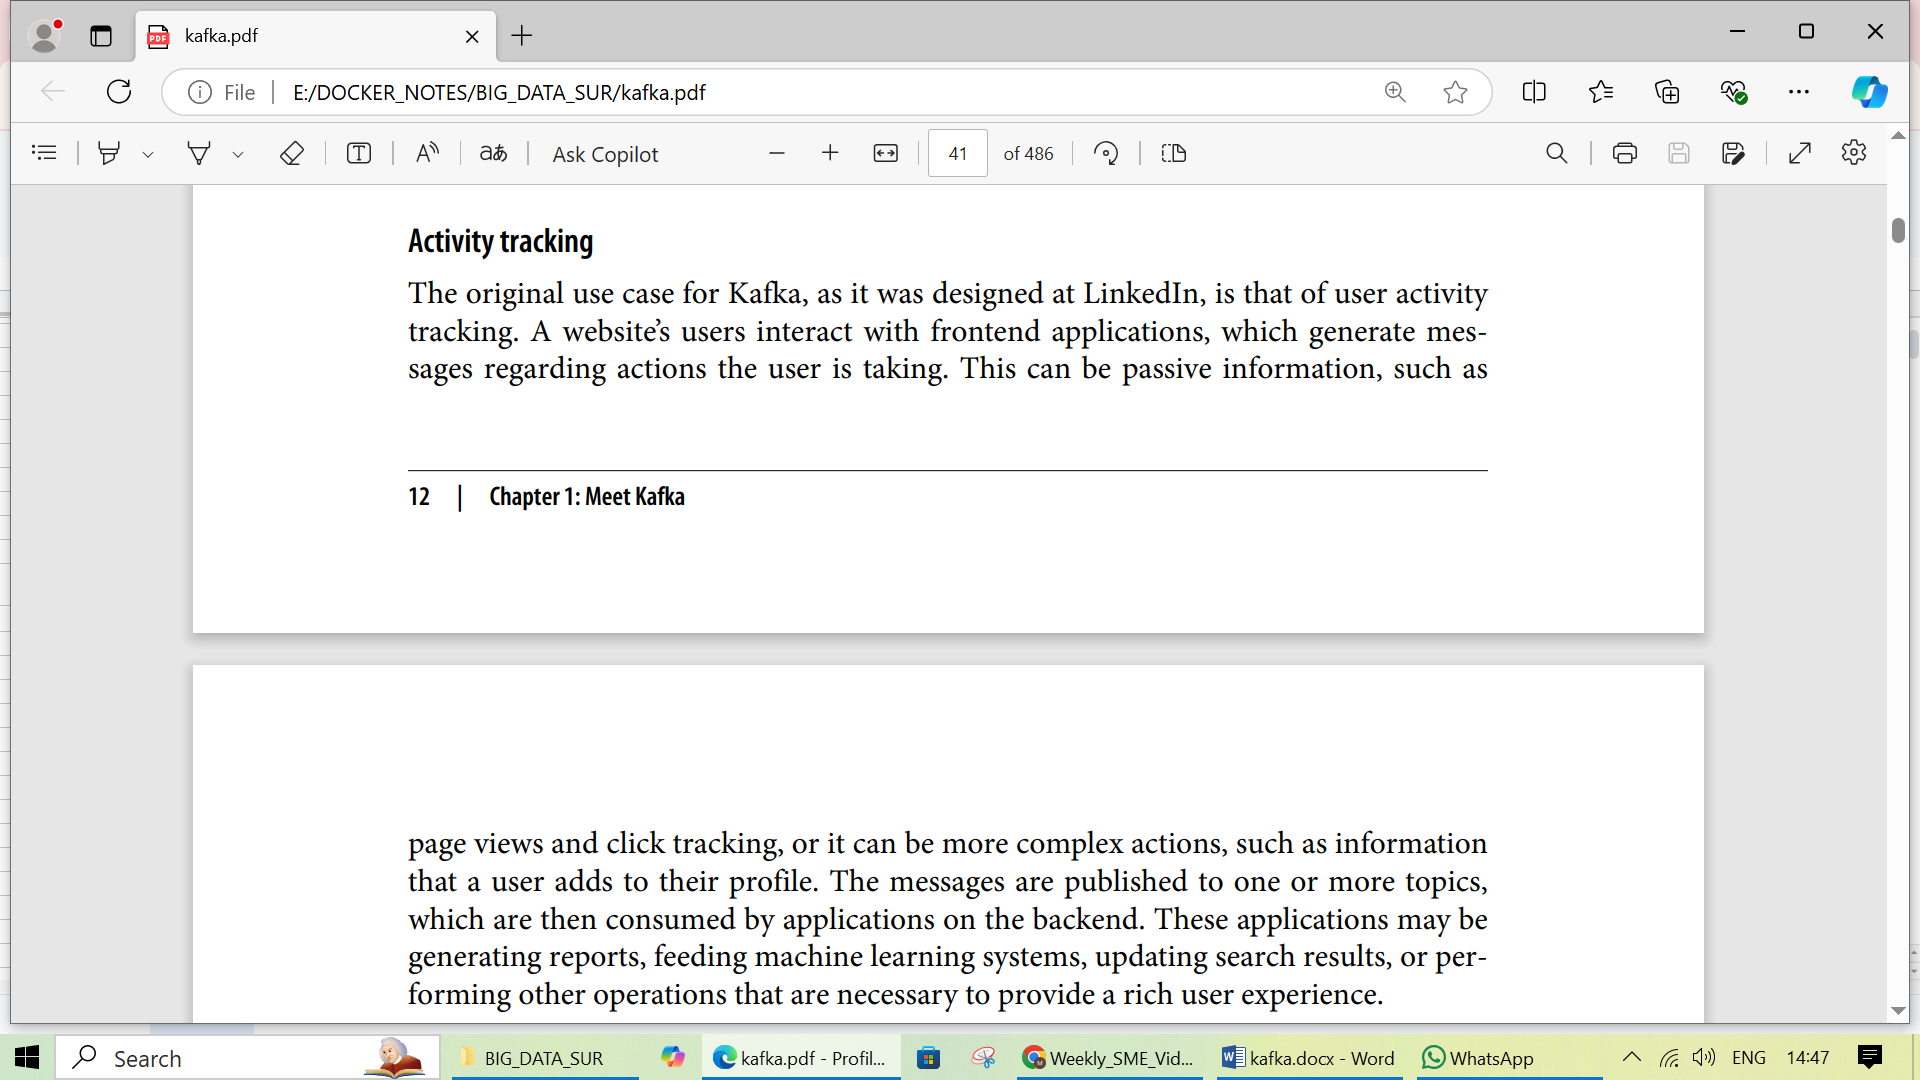 kafka.pdf
File
E:/DOCKER_NOTES/BIG_DATA_SUR/kafka.pdf
Ask Copilot
41
of 486
Activity tracking
The original use case for Kafka, as it was designed at LinkedIn, is that of user activity
tracking. A website’s users interact with frontend applications, which generate mes-
sages regarding actions the user is taking. This can be passive information, such as
12 | Chapter 1: Meet Kafka
page views and click tracking, or it can be more complex actions, such as information
that a user adds to their profile. The messages are published to one or more topics,
which are then consumed by applications on the backend. These applications may be
generating reports, feeding machine learning systems, updating search results, or per-
forming other operations that are necessary to provide a rich user experience.
Search
BIG_DATA_SUR
kafka.pdf - Profil...
Weekly_SME_Vid...
kafka.docx - Word
WhatsApp
ENG
14:47